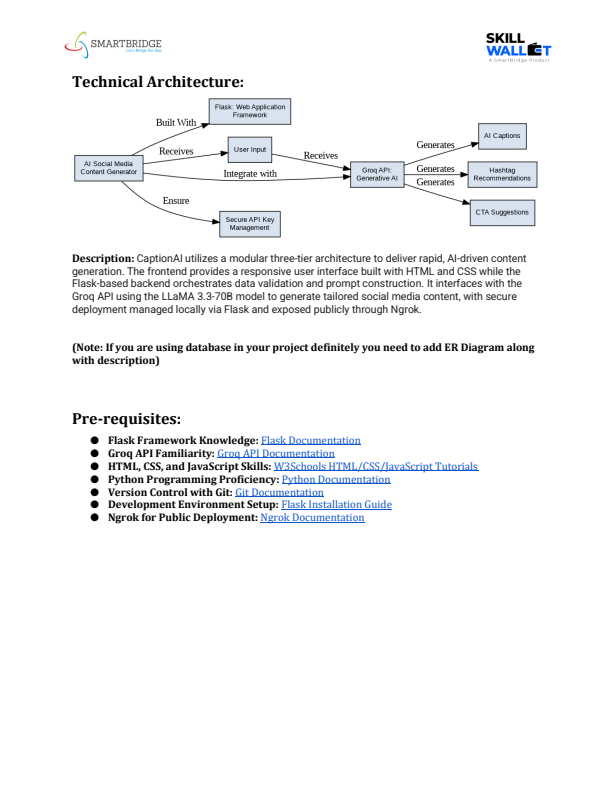 SMARTBRIDGE
Let's Bridge the Gap
SKILL
WALLET
A SmartBridge Product
Technical Architecture:
Flask: Web Application
Framework
Built With
AI Captions
Generates
User Input
Receives
Receives
AI Social Media
Content Generator
Groq API:
Generative AI
Generates
Hashtag
Recommendations
Integrate with
Generates
Ensure
CTA Suggestions
Secure API Key
Management
Description: CaptionAI utilizes a modular three-tier architecture to deliver rapid, AI-driven content
generation. The frontend provides a responsive user interface built with HTML and CSS while the
Flask-based backend orchestrates data validation and prompt construction. It interfaces with the
Groq API using the LLaMA 3.3-70B model to generate tailored social media content, with secure
deployment managed locally via Flask and exposed publicly through Ngrok.
(Note: If you are using database in your project definitely you need to add ER Diagram along
with description)
Pre-requisites:
● Flask Framework Knowledge: Flask Documentation
● Groq API Familiarity: Groq API Documentation
● HTML, CSS, and JavaScript Skills: W3Schools HTML/CSS/JavaScript Tutorials
● Python Programming Proficiency: Python Documentation
● Version Control with Git: Git Documentation
● Development Environment Setup: Flask Installation Guide
● Ngrok for Public Deployment: Ngrok Documentation